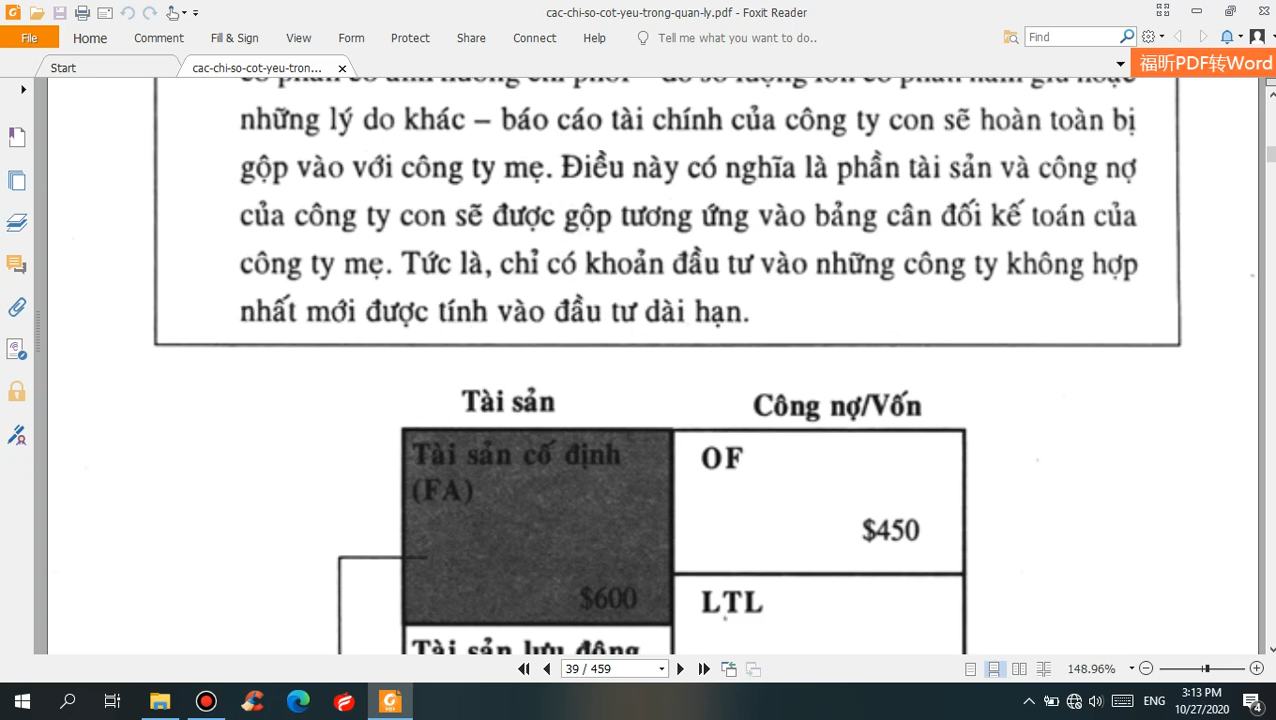 cac-chi-so-cot-yeu-trong-quan-ly.pdf - Foxit Reader
File Home Comment Fill & Sign View Form Protect Share Connect Help Tell me what you want to do.. Find
Start cac-chi-so-cot-yeu-tron... 福昕PDF转Word
những lý do khác – báo cáo tài chính của công ty con sẽ hoàn toàn bị
gộp vào với công ty mẹ. Điều này có nghĩa là phần tài sản và công nợ
của công ty con sẽ được gộp tương ứng vào bảng cân đối kế toán của
công ty mẹ. Tức là, chỉ có khoản đầu tư vào những công ty không hợp
nhất mới được tính vào đầu tư dài hạn.
Tài sản Công nợ/Vốn
Tài sản cố định OF
(FA)
$450
$600 LTL
Tài sản lưu động
39 / 459 148.96%
ENG 3:13 PM
10/27/2020 4